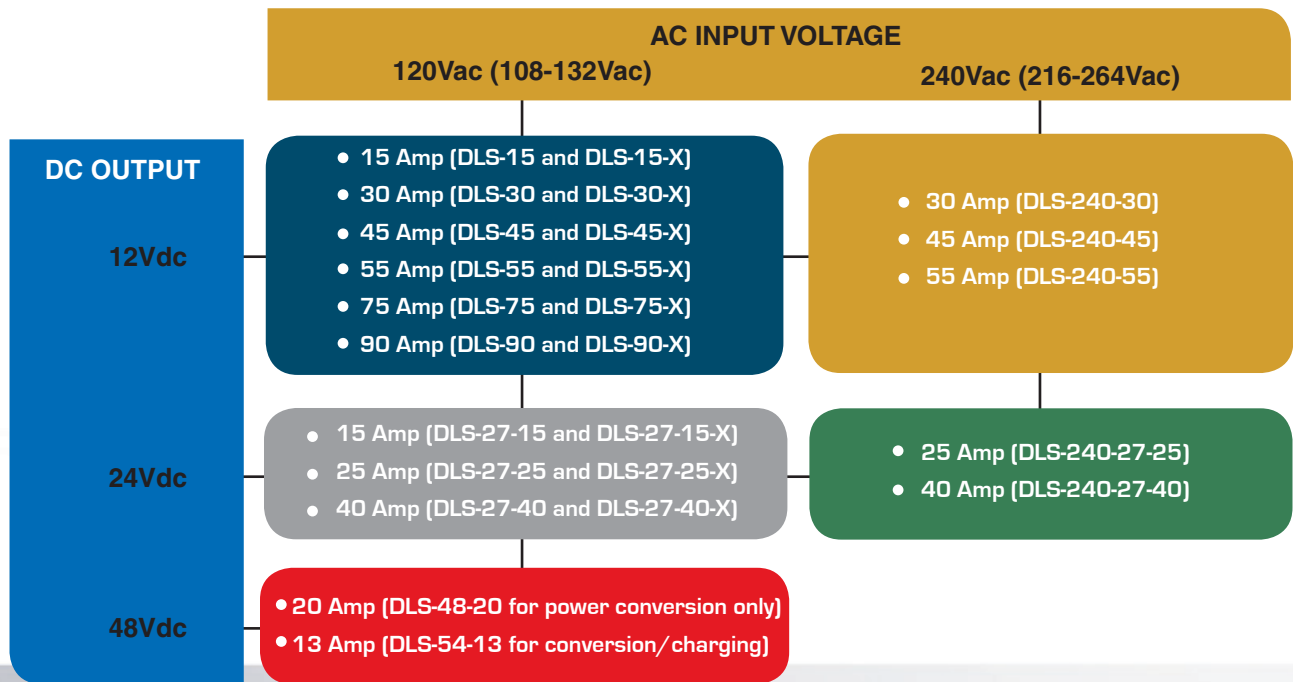 AC INPUT VOLTAGE
120Vac (108-132Vac)
240Vac (216-264Vac)
DC OUTPUT
12Vdc
• 15 Amp (DLS-15 and DLS-15-X)
• 30 Amp (DLS-30 and DLS-30-X)
• 45 Amp (DLS-45 and DLS-45-X)
• 55 Amp (DLS-55 and DLS-55-X)
• 75 Amp (DLS-75 and DLS-75-X)
• 90 Amp (DLS-90 and DLS-90-X)
• 30 Amp (DLS-240-30)
• 45 Amp (DLS-240-45)
• 55 Amp (DLS-240-55)
24Vdc
• 15 Amp (DLS-27-15 and DLS-27-15-X)
• 25 Amp (DLS-27-25 and DLS-27-25-X)
• 40 Amp (DLS-27-40 and DLS-27-40-X)
• 25 Amp (DLS-240-27-25)
• 40 Amp (DLS-240-27-40)
48Vdc
• 20 Amp (DLS-48-20 for power conversion only)
• 13 Amp (DLS-54-13 for conversion/charging)